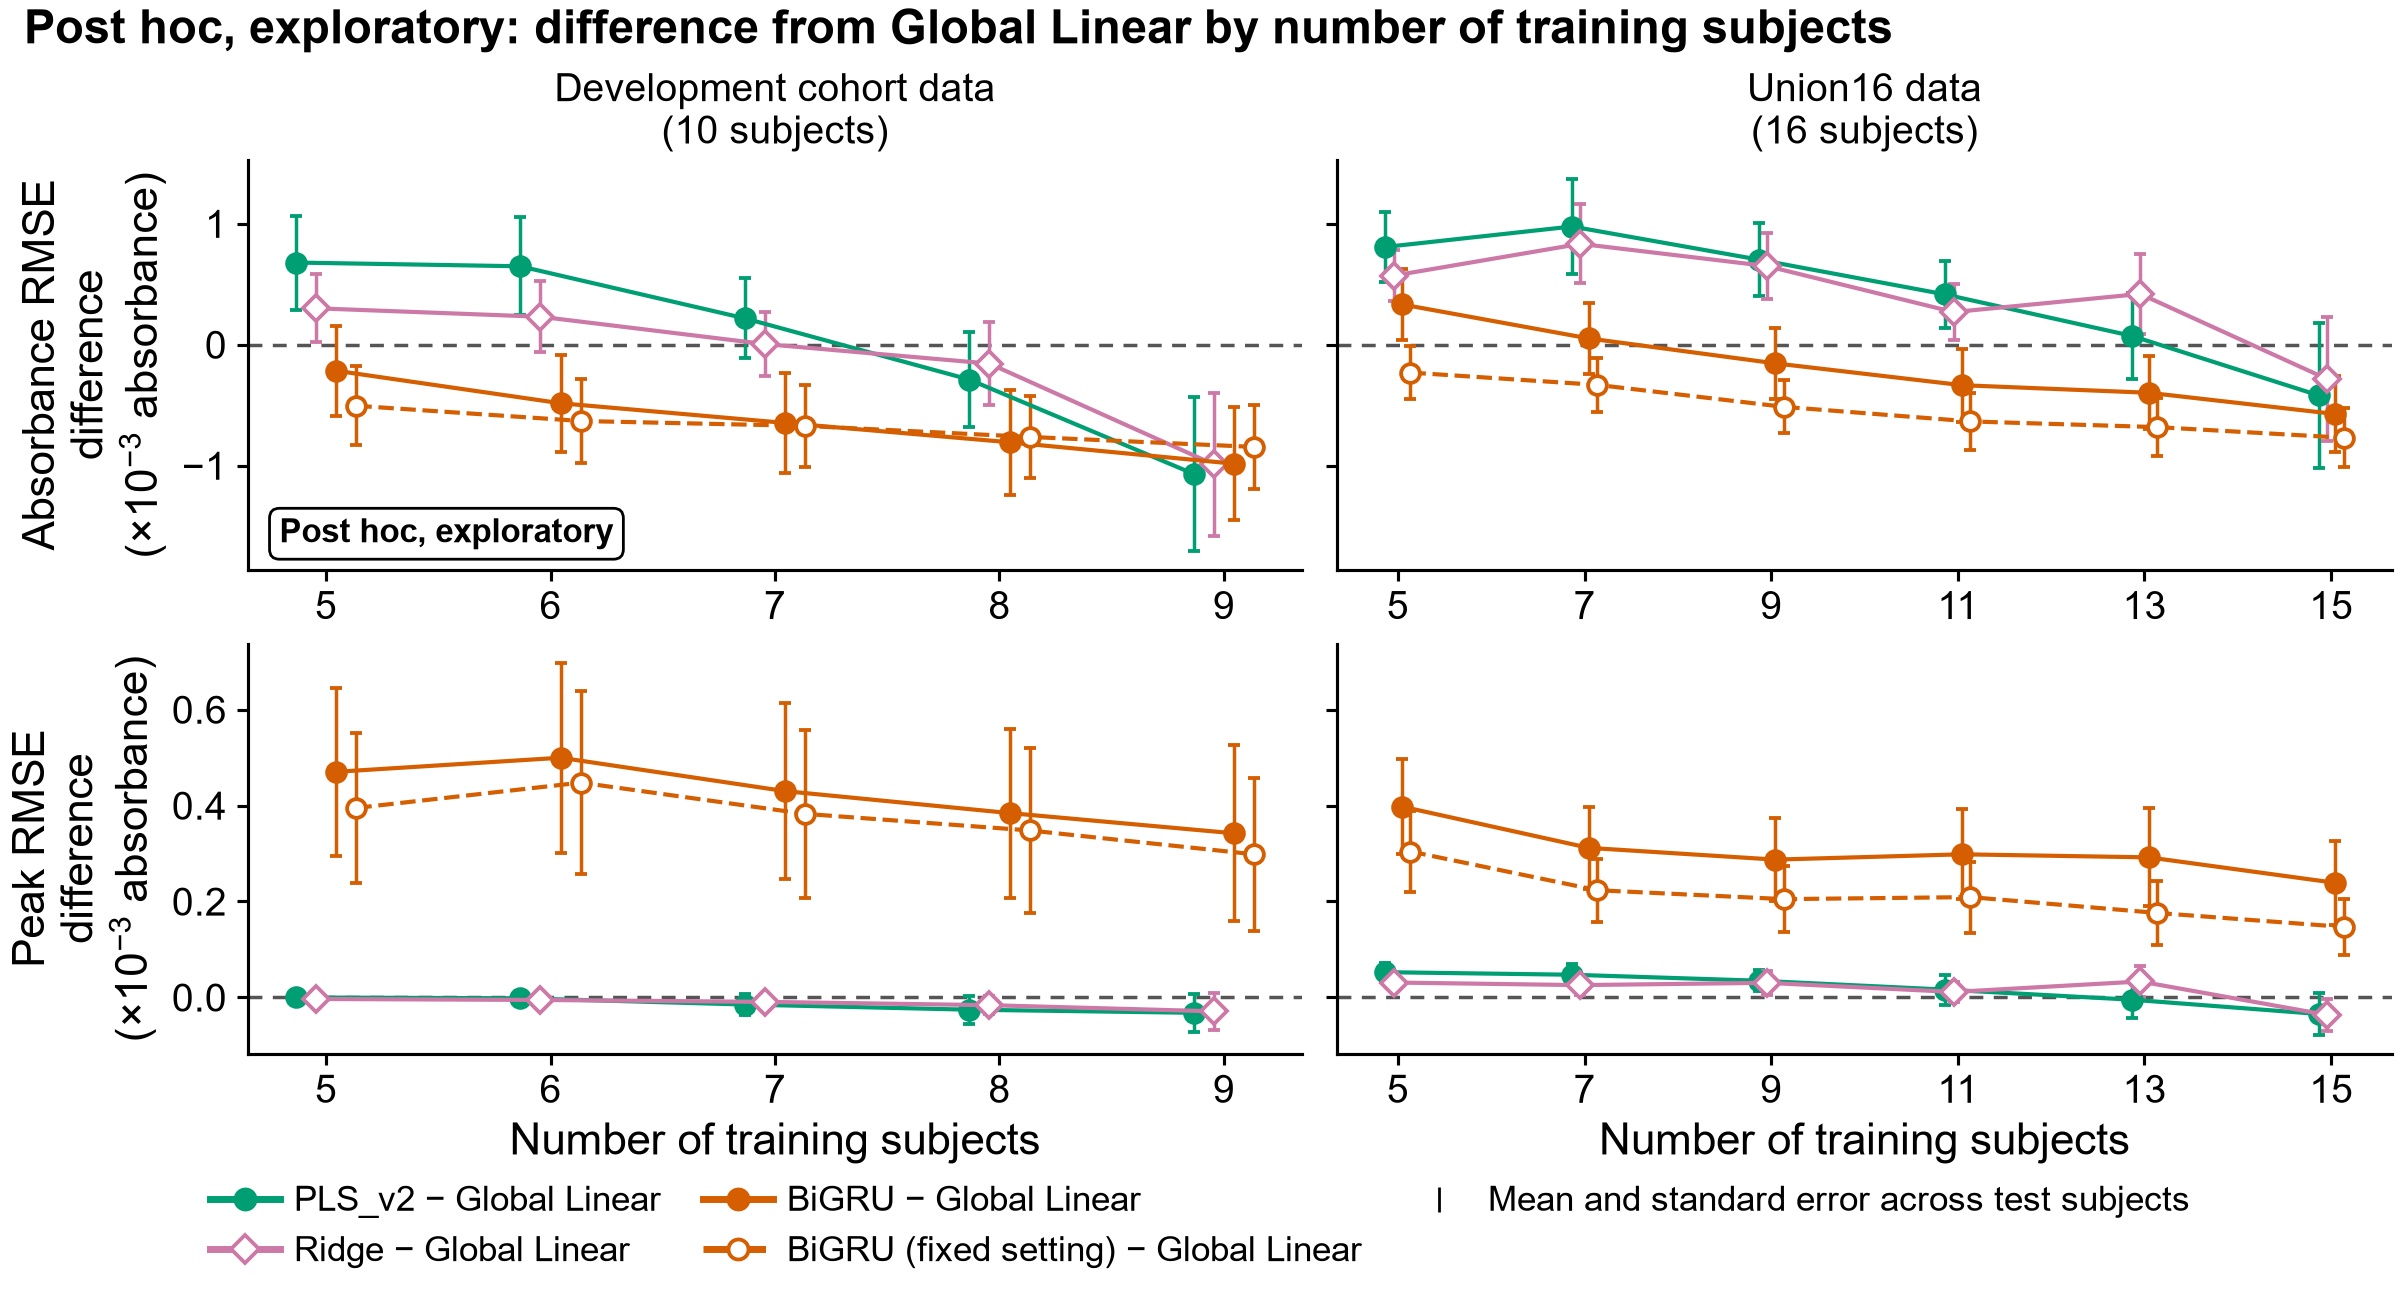 Post hoc, exploratory: difference from Global Linear by number of training subjects
Development cohort data
(10 subjects)
Union16 data
(16 subjects)
Absorbance RMSE
difference
(×10⁻³ absorbance)
1
0
−1
Post hoc, exploratory
5 6 7 8 9
5 7 9 11 13 15
Peak RMSE
difference
(×10⁻³ absorbance)
0.6
0.4
0.2
0.0
5 6 7 8 9
5 7 9 11 13 15
Number of training subjects
Number of training subjects
PLS_v2 − Global Linear
BiGRU − Global Linear
Mean and standard error across test subjects
Ridge − Global Linear
BiGRU (fixed setting) − Global Linear